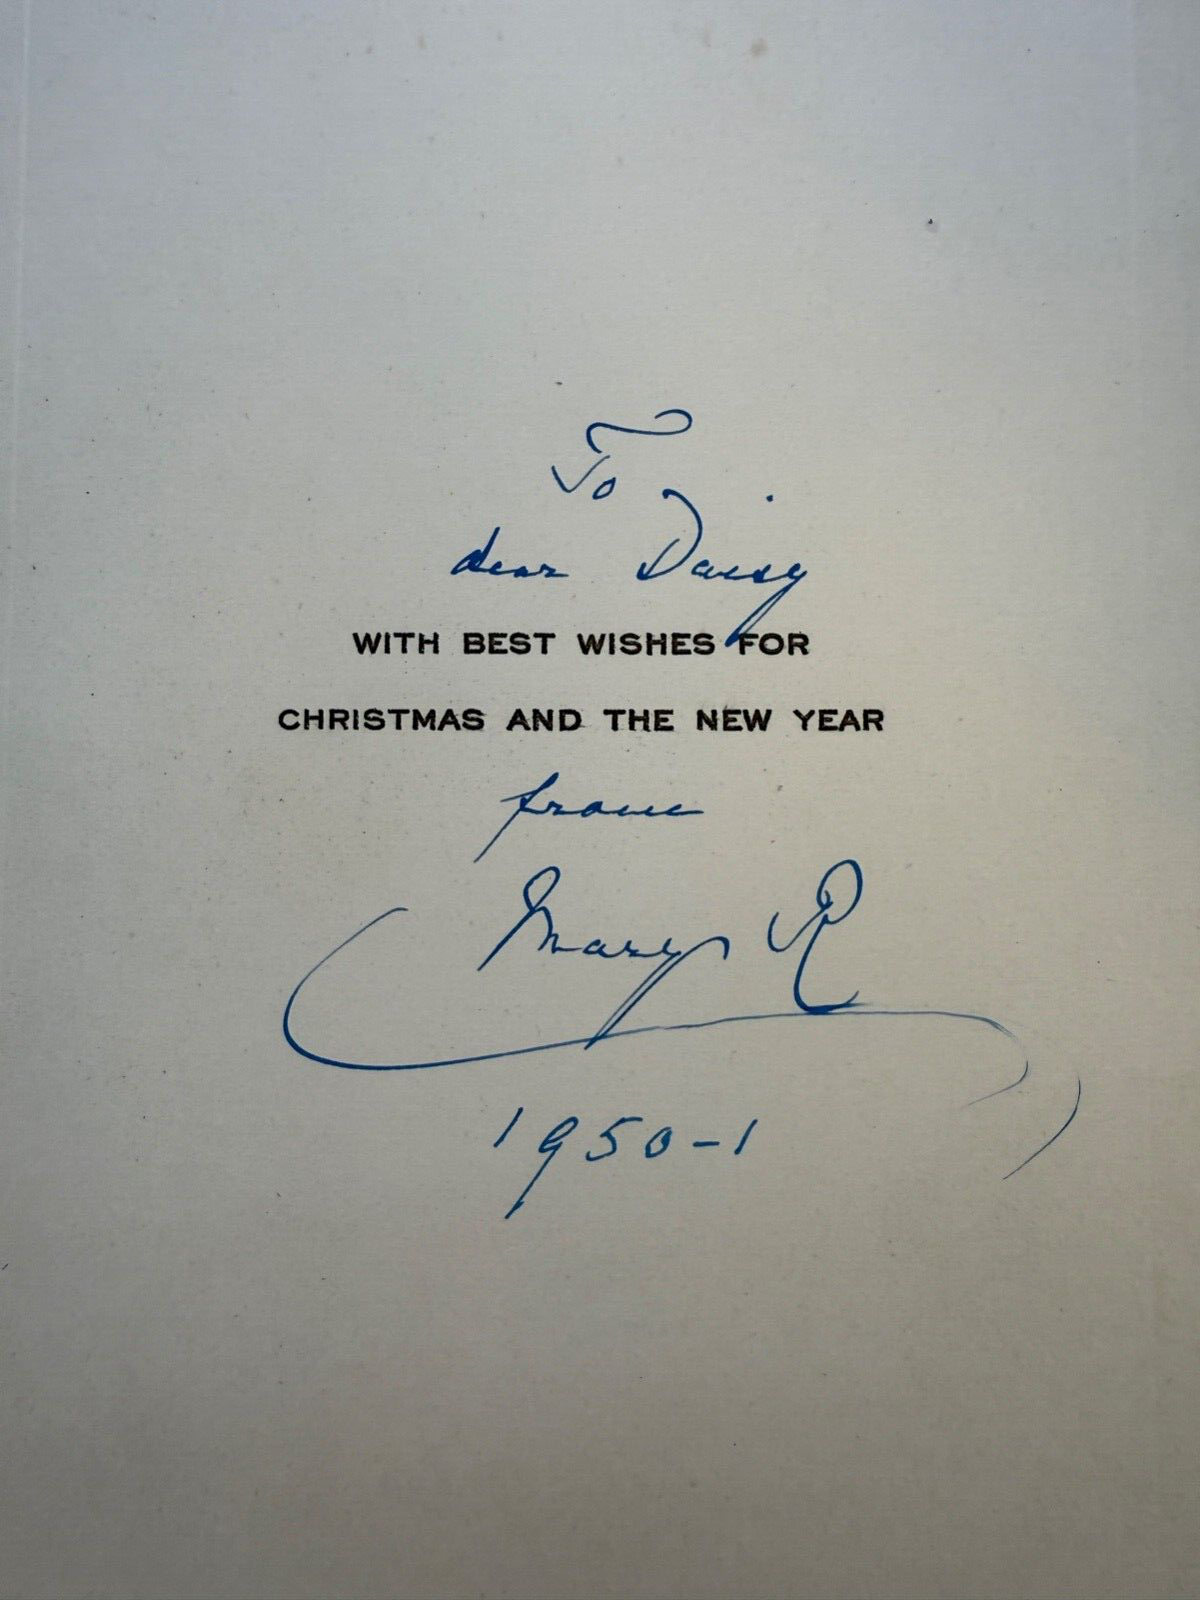 To
dear Daisy
WITH BEST WISHES FOR
CHRISTMAS AND THE NEW YEAR
from
Mary R
1950-1